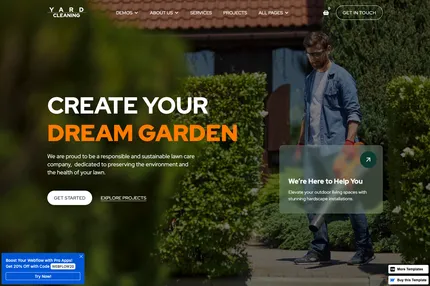 YARD
CLEANING
DEMOS
ABOUT US
SERVICES
PROJECTS
ALL PAGES
GET IN TOUCH
CREATE YOUR
DREAM GARDEN
We are proud to be a responsible and sustainable lawn care
company, dedicated to preserving the environment and
the health of your lawn.
GET STARTED
EXPLORE PROJECTS
We're Here to Help You
Elevate your outdoor living spaces with
stunning hardscape installations.
Boost Your Webflow with Pro Apps!
Get 20% Off with Code
Try Now!
More Templates
Buy this Template